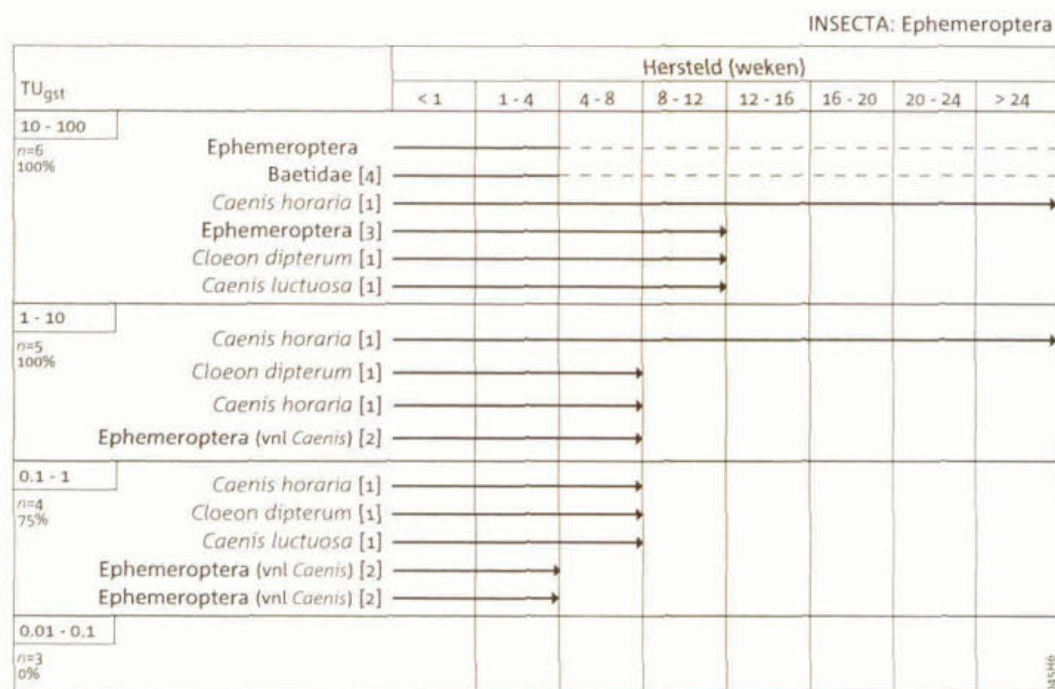 INSECTA: Ephemeroptera
Hersteld (weken)
TUgst
< 1 1 - 4 4 - 8 8 - 12 12 - 16 16 - 20 20 - 24 > 24
10 - 100
n=6
100%
Ephemeroptera
Baetidae [4]
Caenis horaria [1]
Ephemeroptera [3]
Cloeon dipterum [1]
Caenis luctuosa [1]
1 - 10
n=5
100%
Caenis horaria [1]
Cloeon dipterum [1]
Caenis horaria [1]
Ephemeroptera (vnl Caenis) [2]
0.1 - 1
n=4
75%
Caenis horaria [1]
Cloeon dipterum [1]
Caenis luctuosa [1]
Ephemeroptera (vnl Caenis) [2]
Ephemeroptera (vnl Caenis) [2]
0.01 - 0.1
n=3
0%